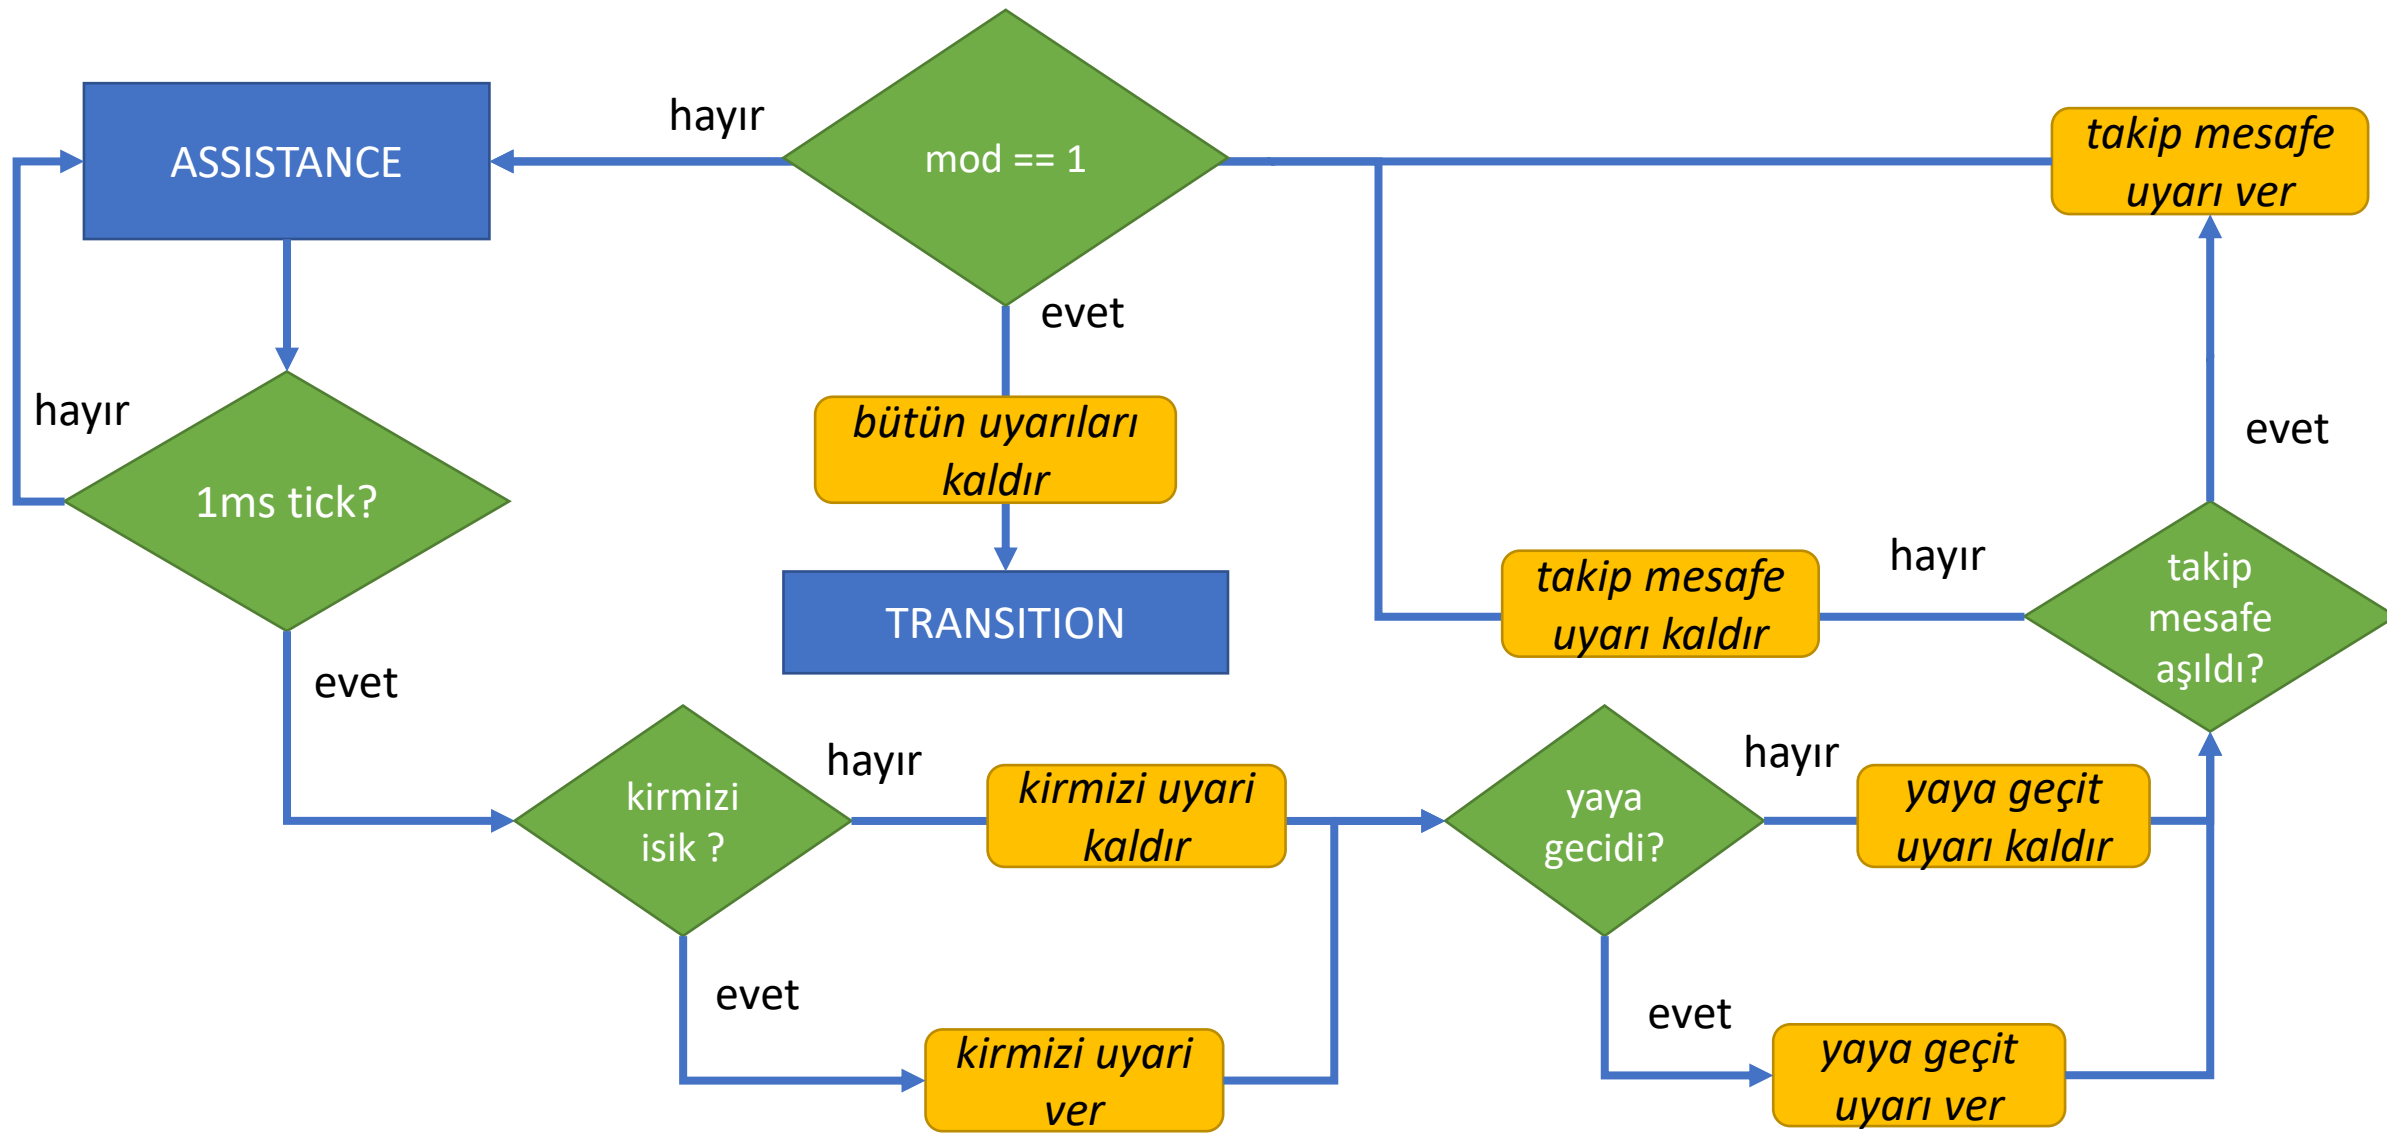 hayır
mod == 1
takip mesafe
uyarı ver
ASSISTANCE
evet
hayır
bütün uyarıları
kaldır
evet
1ms tick?
hayır
takip mesafe
uyarı kaldır
takip
mesafe
aşıldı?
TRANSITION
evet
hayır
hayır
kirmizi
isik ?
kirmizi uyari
kaldır
yaya
gecidi?
yaya geçit
uyarı kaldır
evet
evet
kirmizi uyari
ver
yaya geçit
uyarı ver